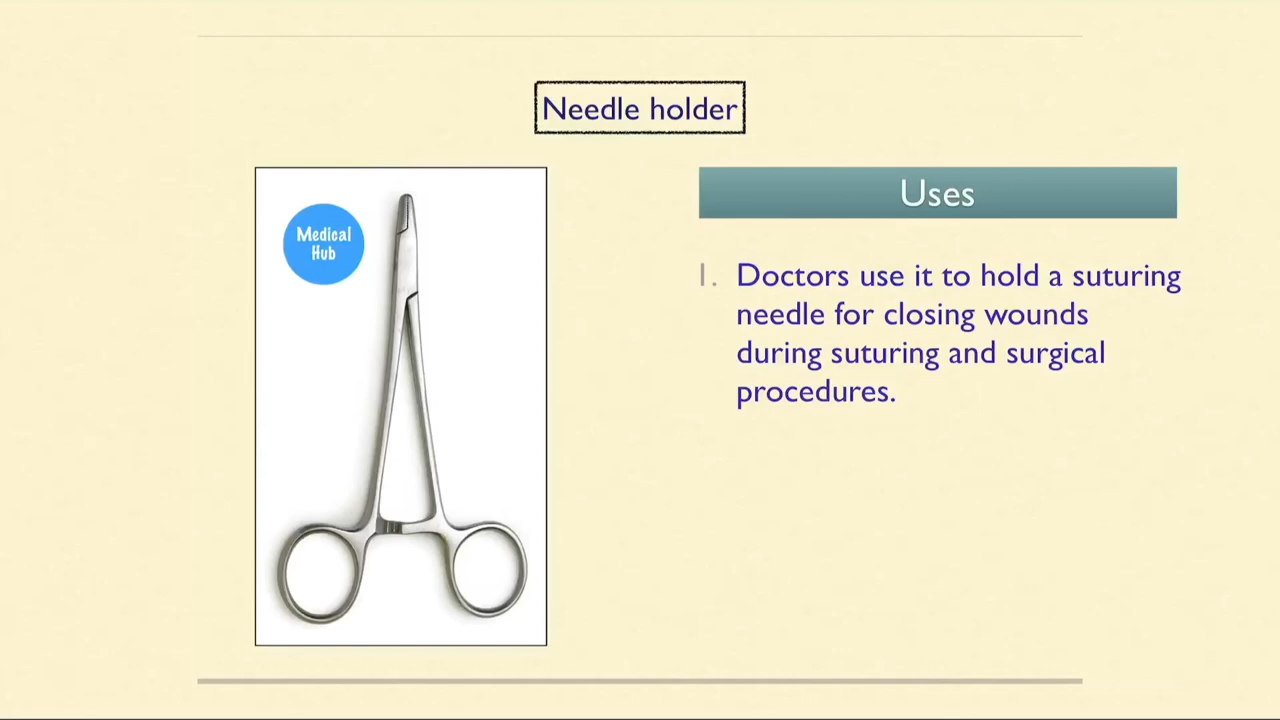 Needle holder
Medical
Hub
Uses
1. Doctors use it to hold a suturing
needle for closing wounds
during suturing and surgical
procedures.